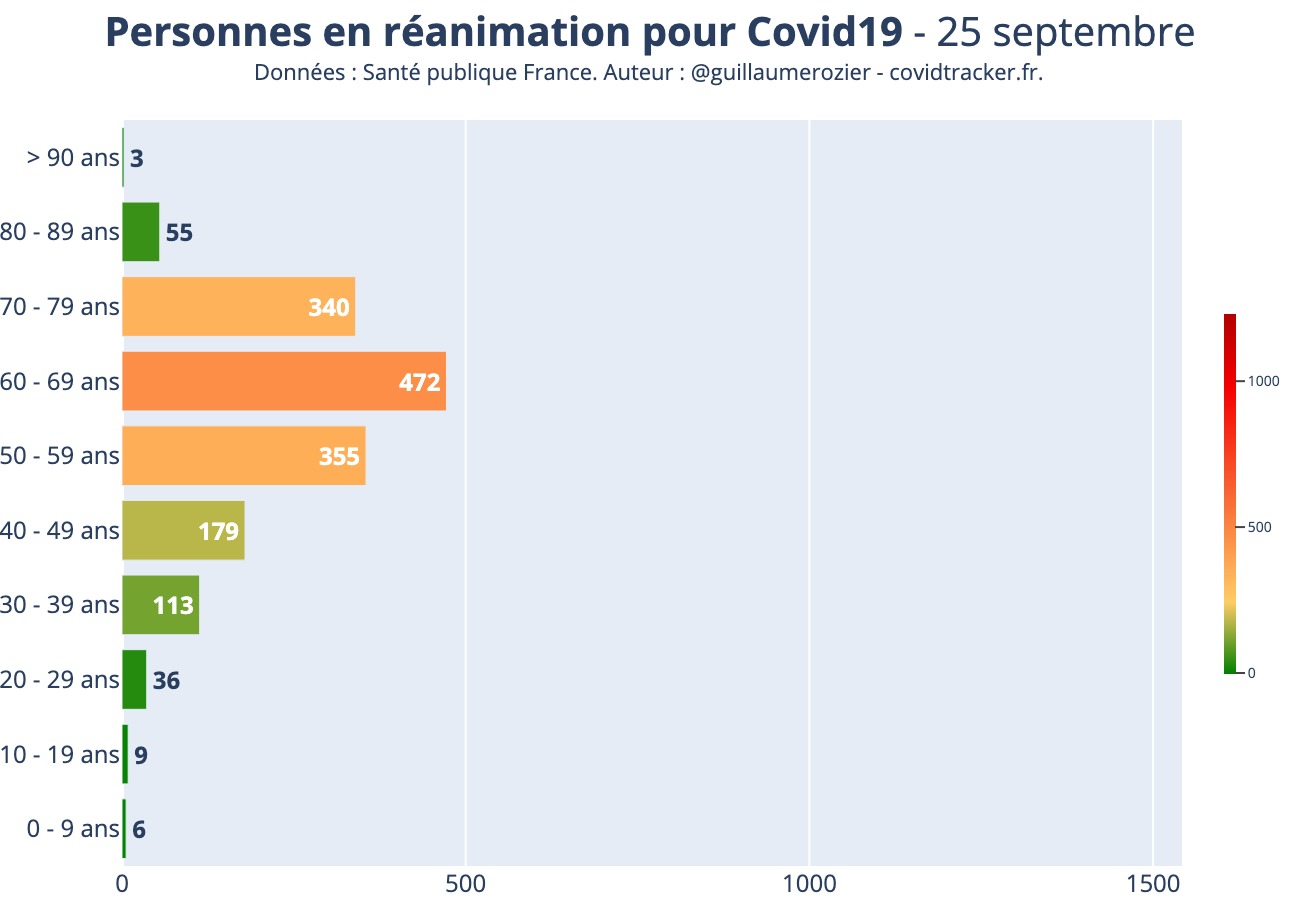 Personnes en réanimation pour Covid19 - 25 septembre
Données : Santé publique France. Auteur : @guillaumerozier - covidtracker.fr.
> 90 ans 3
80 - 89 ans 55
70 - 79 ans 340
60 - 69 ans 472
50 - 59 ans 355
40 - 49 ans 179
30 - 39 ans 113
20 - 29 ans 36
10 - 19 ans 9
0 - 9 ans 6
0 500 1000 1500
1000
500
0